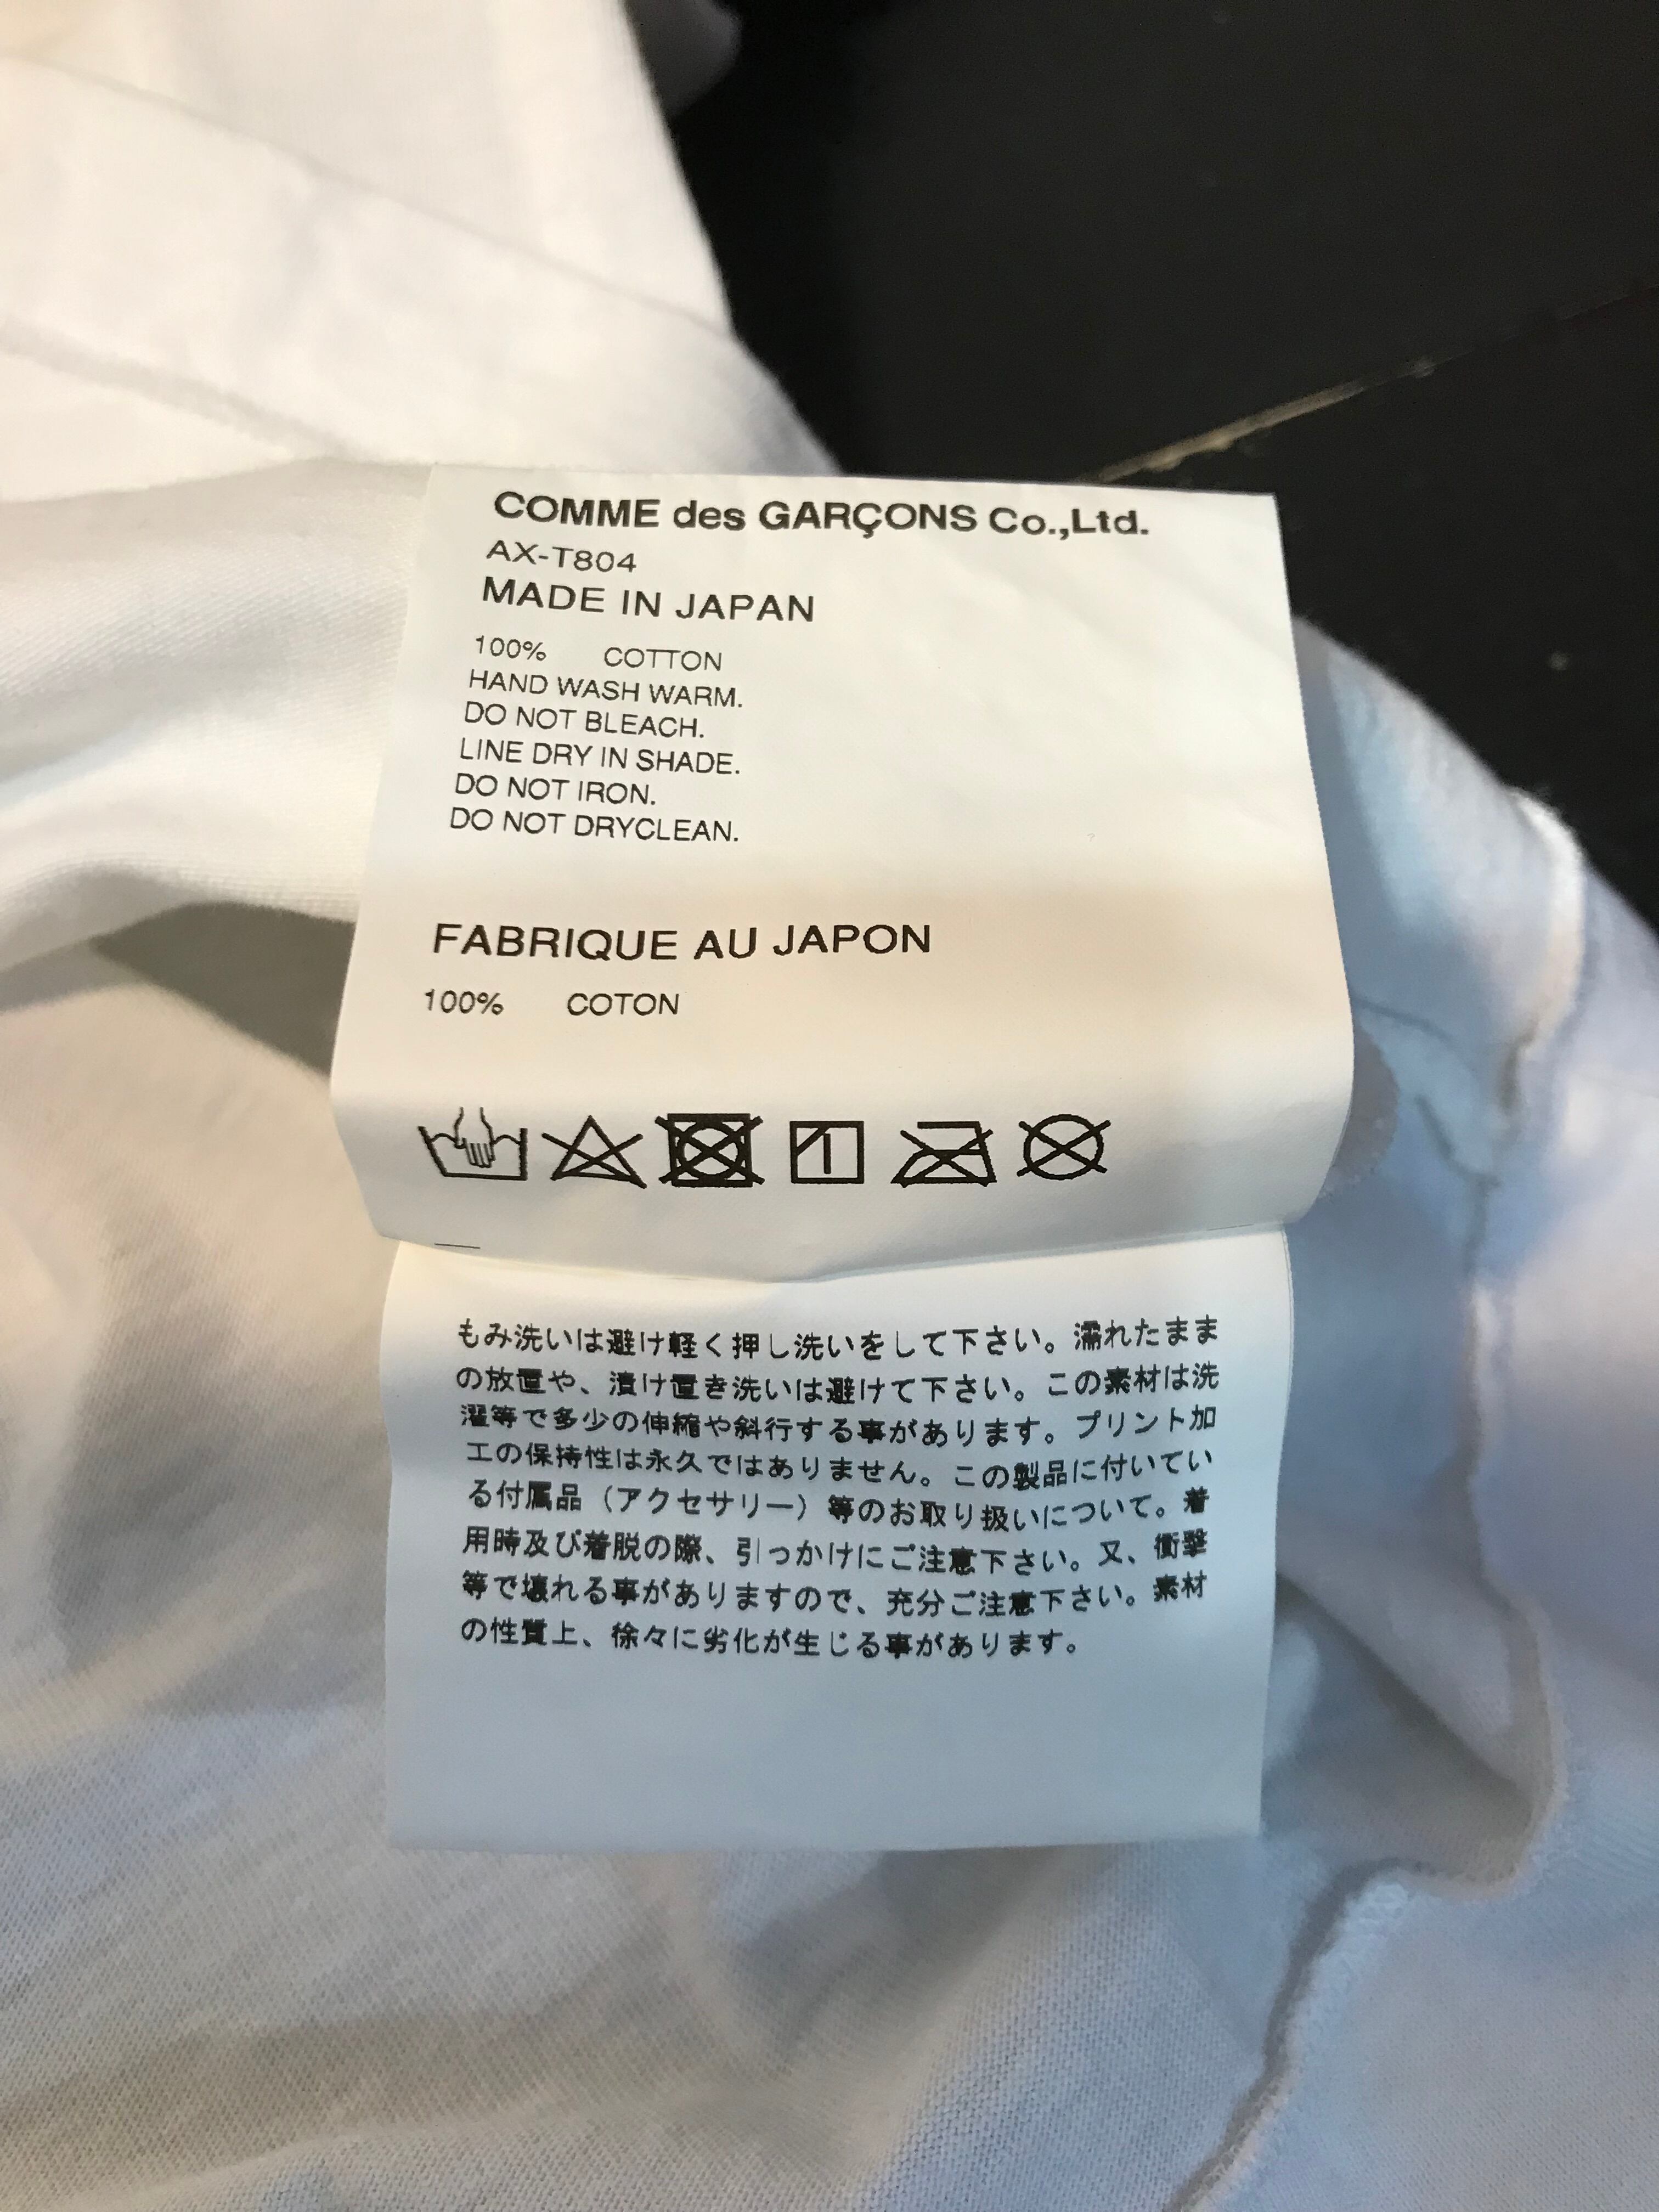 COMME des GARÇONS Co.,Ltd.
AX-T804
MADE IN JAPAN
100% COTTON
HAND WASH WARM.
DO NOT BLEACH.
LINE DRY IN SHADE.
DO NOT IRON.
DO NOT DRYCLEAN.
FABRIQUE AU JAPON
100% COTON
もみ洗いは避け軽く押し洗いをして下さい。濡れたまま
の放置や、漬け置き洗いは避けて下さい。この素材は洗
濯等で多少の伸縮や斜行する事があります。プリント加
工の保持性は永久ではありません。この製品に付いてい
る付属品（アクセサリー）等のお取り扱いについて。着
用時及び着脱の際、引っかけにご注意下さい。又、衝撃
等で壊れる事がありますので、充分ご注意下さい。素材
の性質上、徐々に劣化が生じる事があります。